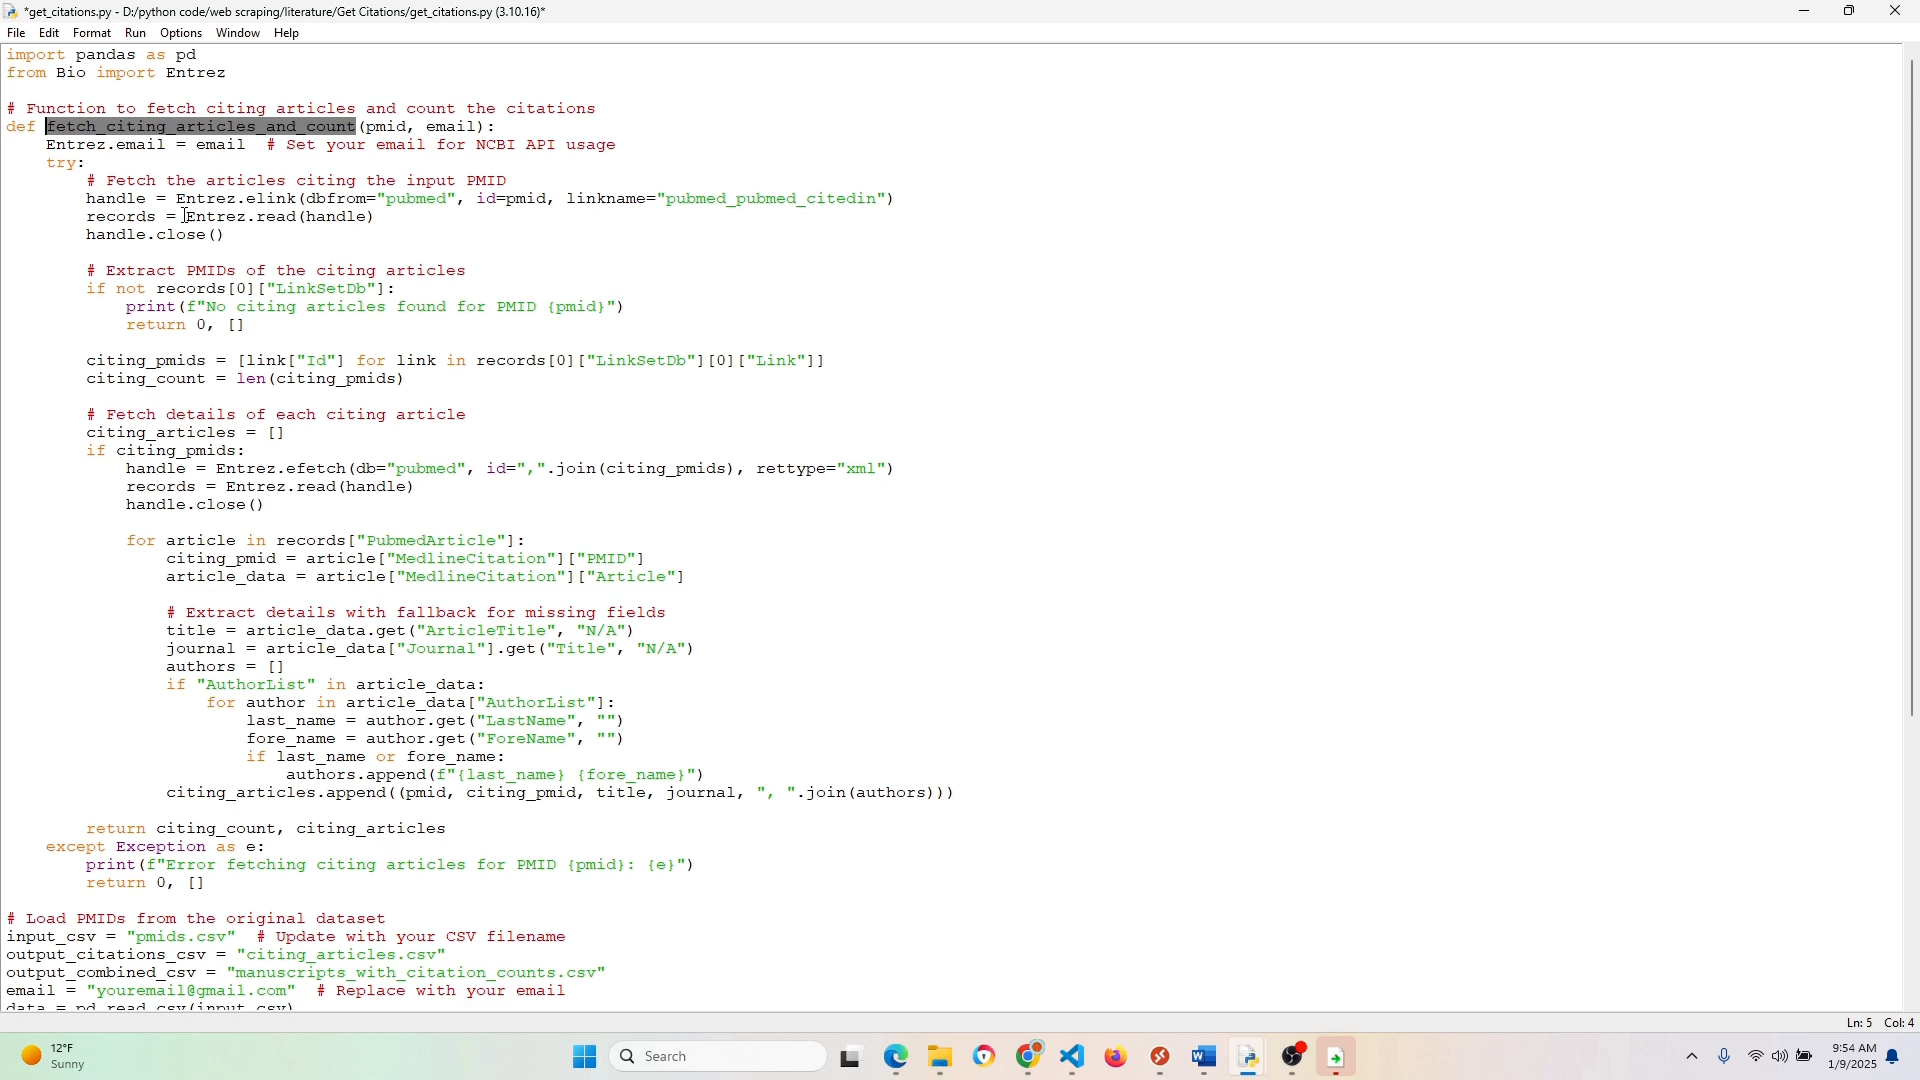 *get_citations.py - D:/python code/web scraping/literature/Get Citations/get_citations.py (3.10.16)*
File Edit Format Run Options Window Help
import pandas as pd
from Bio import Entrez
# Function to fetch citing articles and count the citations
def fetch_citing_articles_and_count(pmid, email):
    Entrez.email = email  # Set your email for NCBI API usage
    try:
        # Fetch the articles citing the input PMID
        handle = Entrez.elink(dbfrom="pubmed", id=pmid, linkname="pubmed_pubmed_citedin")
        records = Entrez.read(handle)
        handle.close()
        # Extract PMIDs of the citing articles
        if not records[0]["LinkSetDb"]:
            print(f"No citing articles found for PMID {pmid}")
            return 0, []
        citing_pmids = [link["Id"] for link in records[0]["LinkSetDb"][0]["Link"]]
        citing_count = len(citing_pmids)
        # Fetch details of each citing article
        citing_articles = []
        if citing_pmids:
            handle = Entrez.efetch(db="pubmed", id=",".join(citing_pmids), rettype="xml")
            records = Entrez.read(handle)
            handle.close()
            for article in records["PubmedArticle"]:
                citing_pmid = article["MedlineCitation"]["PMID"]
                article_data = article["MedlineCitation"]["Article"]
                # Extract details with fallback for missing fields
                title = article_data.get("ArticleTitle", "N/A")
                journal = article_data["Journal"].get("Title", "N/A")
                authors = []
                if "AuthorList" in article_data:
                    for author in article_data["AuthorList"]:
                        last_name = author.get("LastName", "")
                        fore_name = author.get("ForeName", "")
                        if last_name or fore_name:
                            authors.append(f"{last_name} {fore_name}")
                citing_articles.append((pmid, citing_pmid, title, journal, ", ".join(authors)))
        return citing_count, citing_articles
    except Exception as e:
        print(f"Error fetching citing articles for PMID {pmid}: {e}")
        return 0, []
# Load PMIDs from the original dataset
input_csv = "pmids.csv"  # Update with your CSV filename
output_citations_csv = "citing_articles.csv"
output_combined_csv = "manuscripts_with_citation_counts.csv"
email = "youremail@gmail.com"  # Replace with your email
data = pd.read_csv(input_csv)
Ln: 5 Col: 4
12°F
Sunny
Search
9:54 AM
1/9/2025